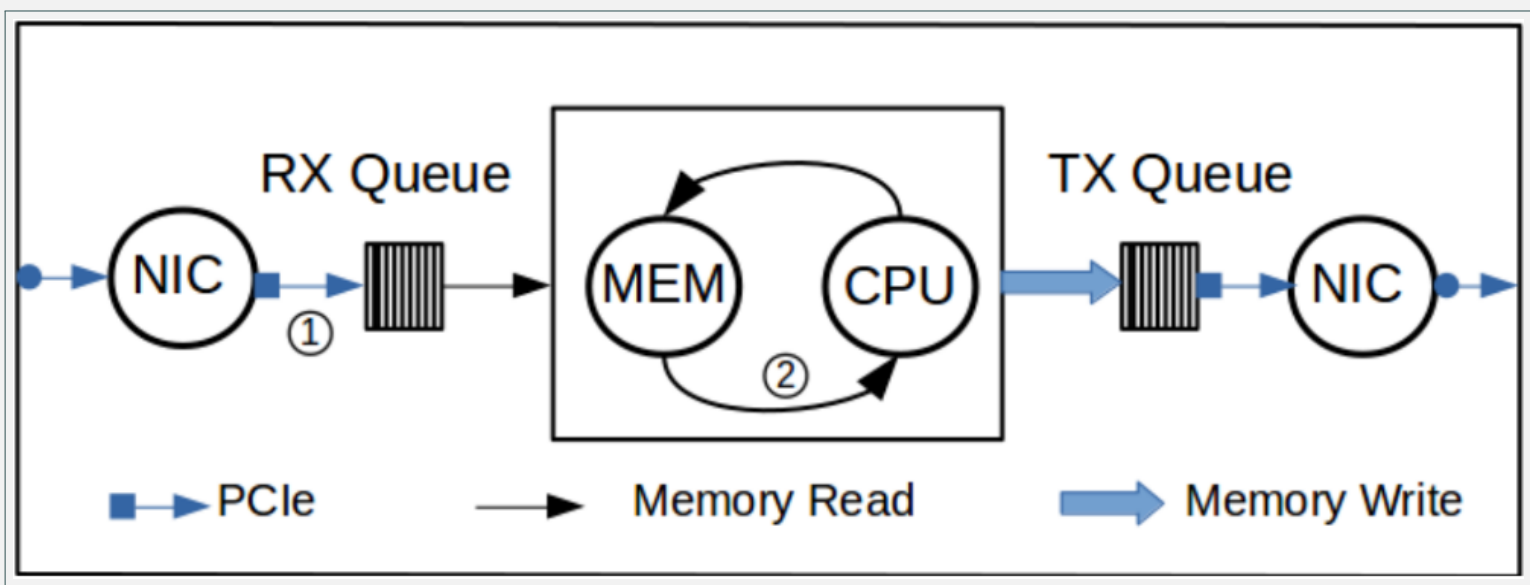 RX Queue
TX Queue
NIC
①
MEM
②
CPU
NIC
PCIe
Memory Read
Memory Write